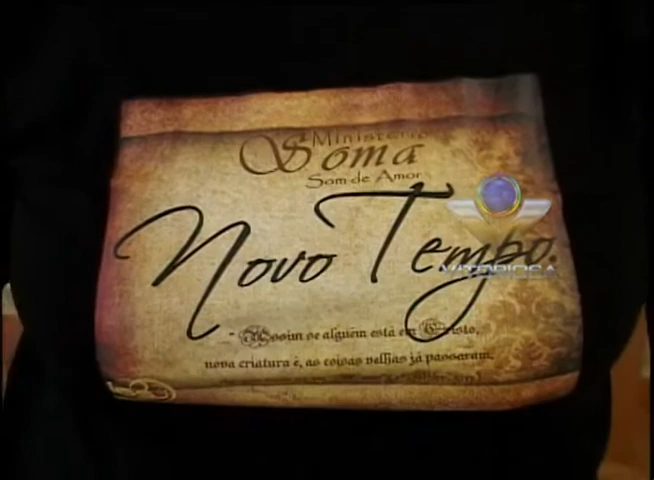 Ministério
Soma
Som de Amor
Novo Tempo.
VITORIOSA
- Assim se alguém está em Cristo,
nova criatura é, as coisas velhas já passaram,